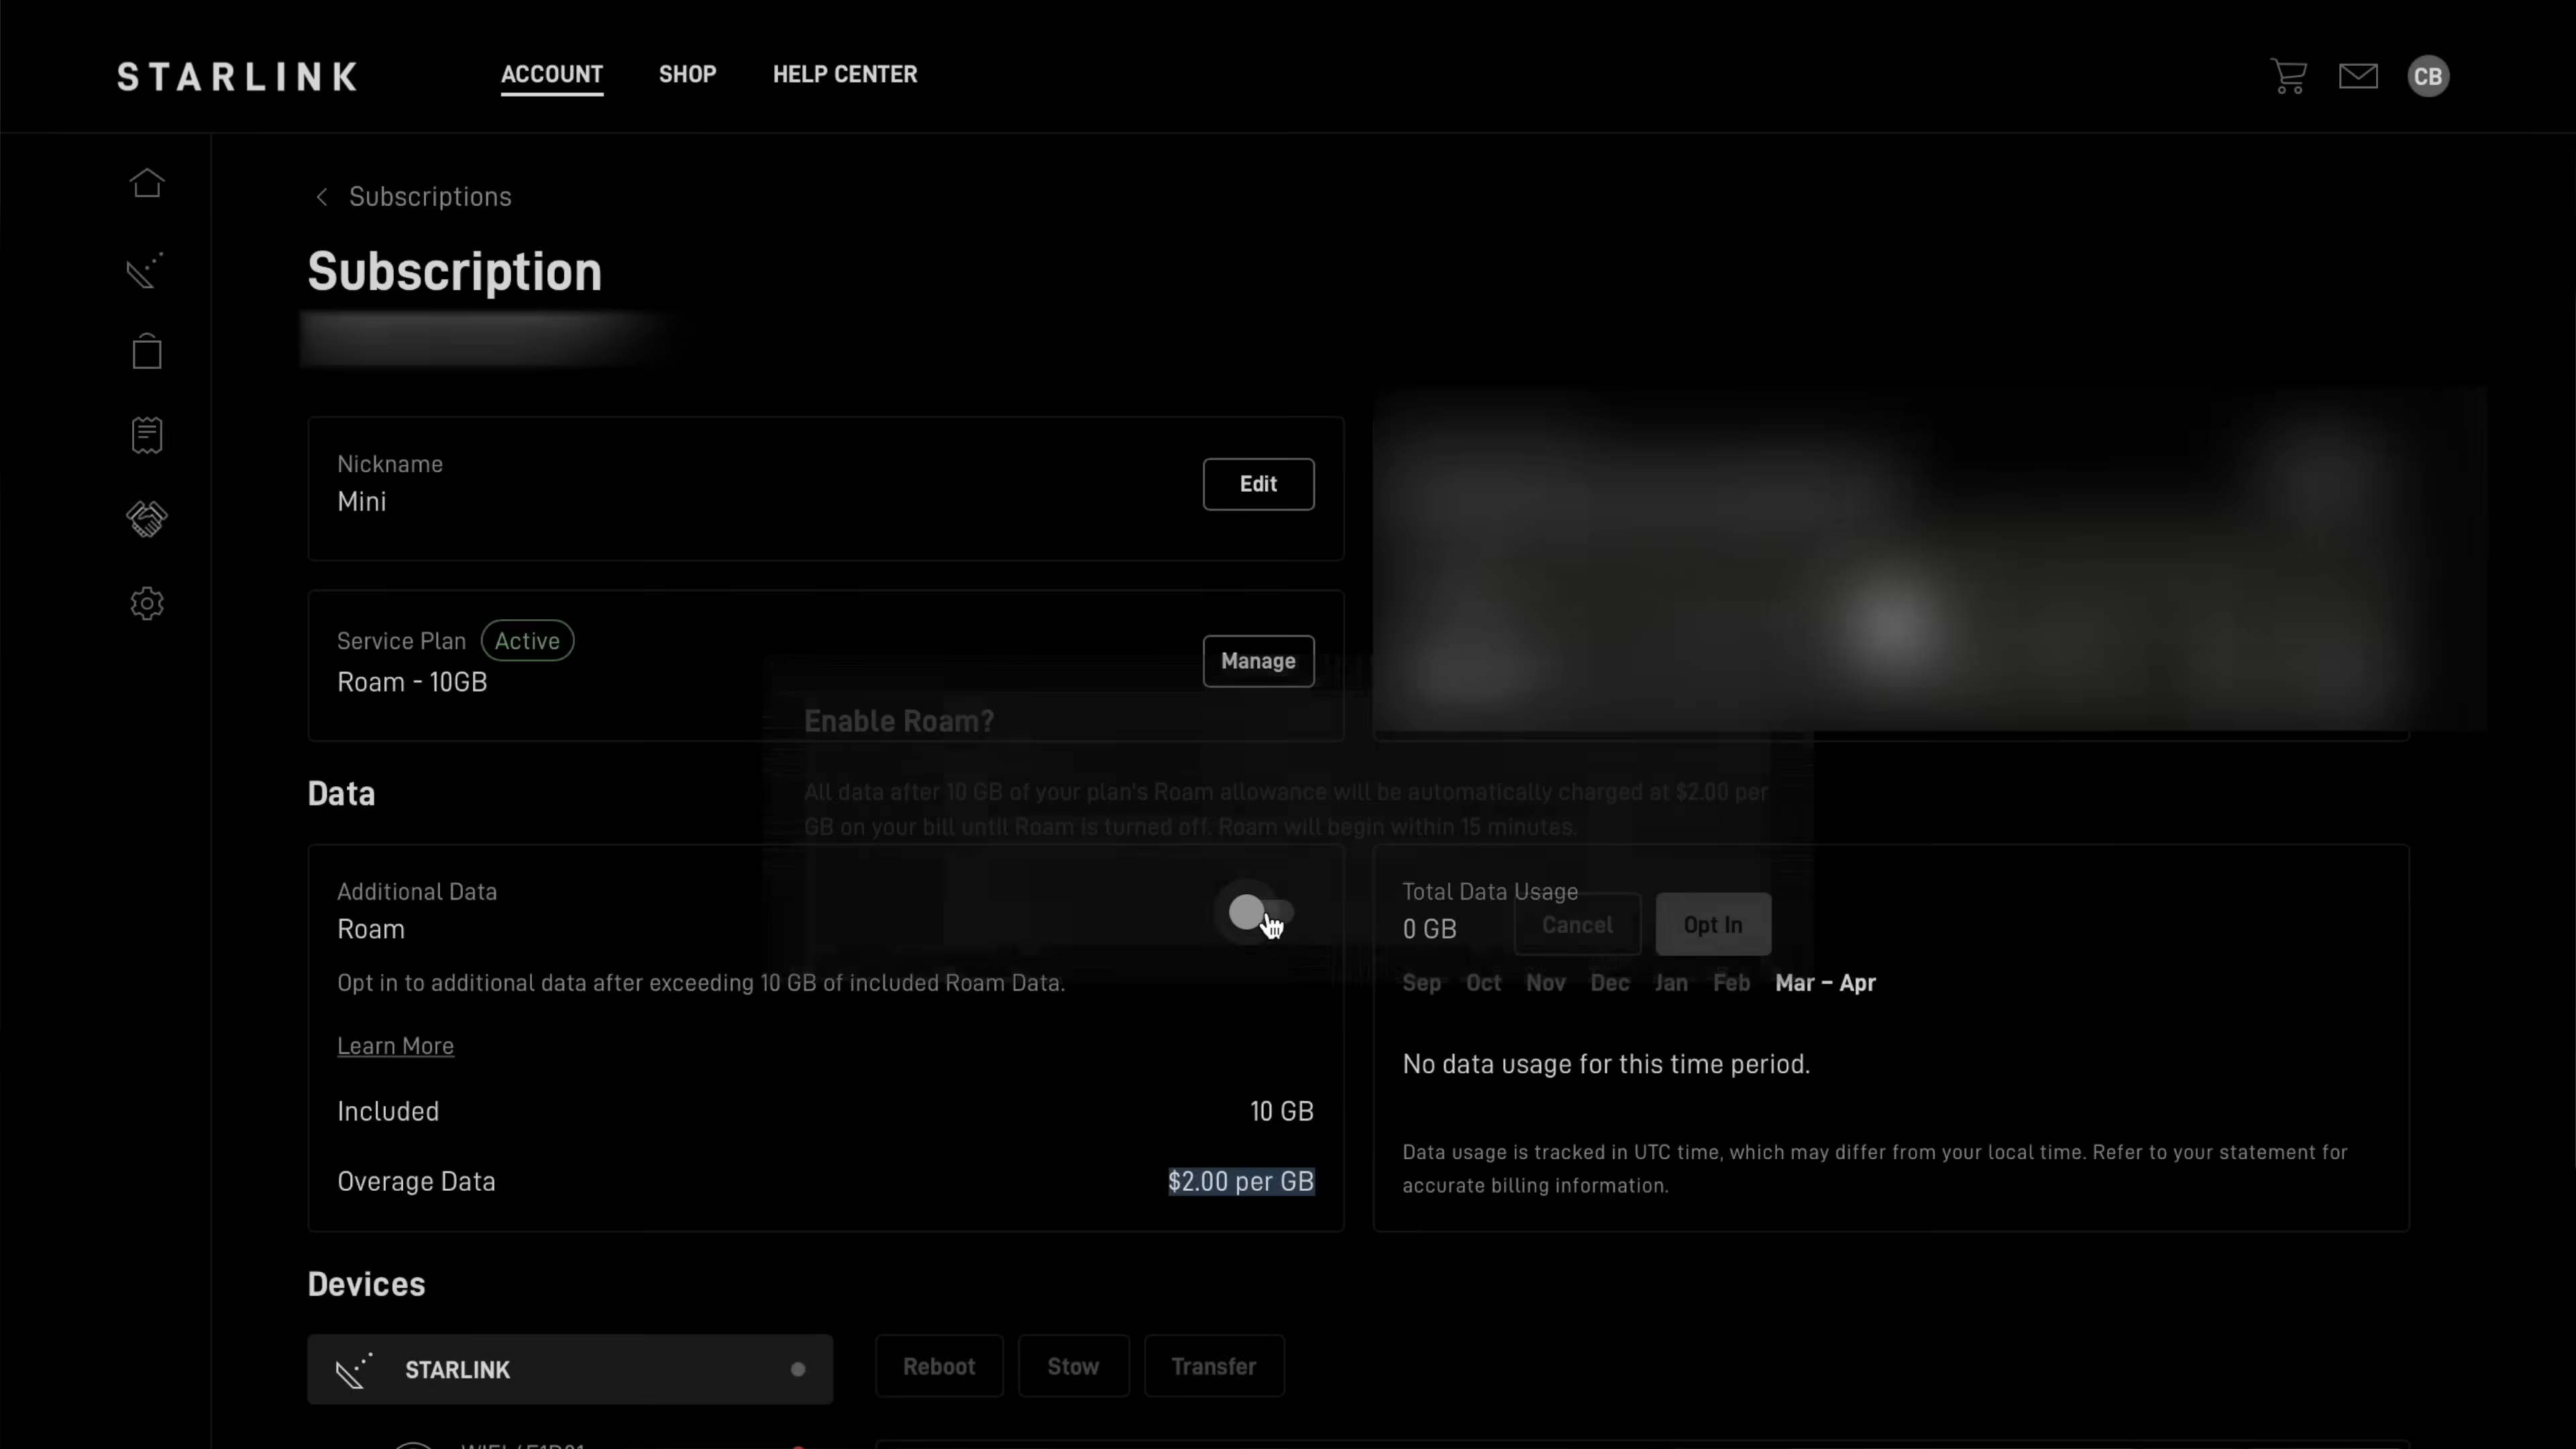 STARLINK
ACCOUNT SHOP HELP CENTER
CB
Subscriptions
Subscription
Nickname
Mini
Edit
Service Plan Active
Roam - 10GB
Manage
Enable Roam?
All data after 10 GB of your plan's Roam allowance will be automatically charged at $2.00 per
GB on your bill until Roam is turned off. Roam will begin within 15 minutes.
Cancel
Opt In
Data
Additional Data
Roam
Opt in to additional data after exceeding 10 GB of included Roam Data.
Learn More
Included 10 GB
Overage Data $2.00 per GB
Total Data Usage
0 GB
Sep Oct Nov Dec Jan Feb Mar – Apr
No data usage for this time period.
Data usage is tracked in UTC time, which may differ from your local time. Refer to your statement for
accurate billing information.
Devices
STARLINK
Reboot Stow Transfer